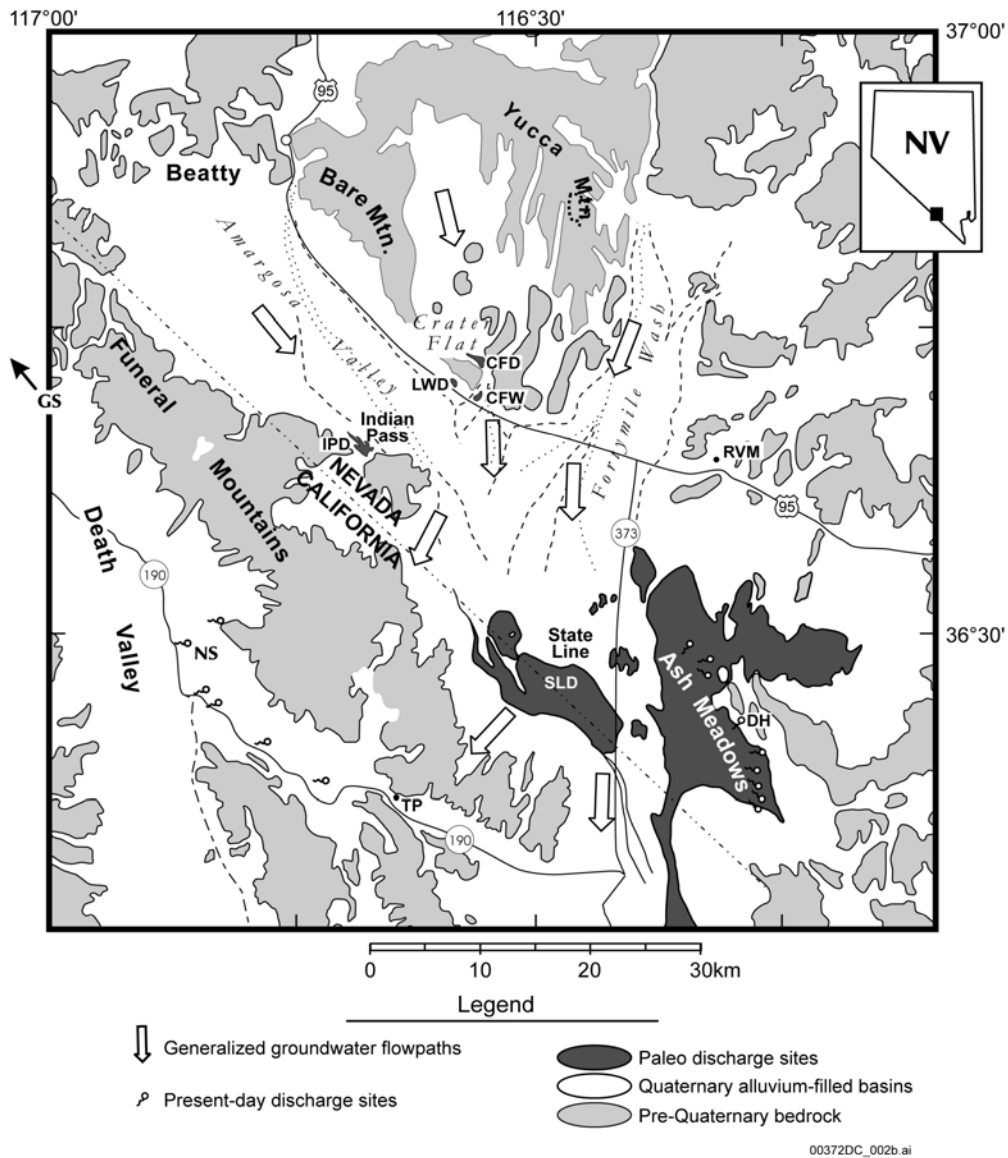 117°00'
116°30'
37°00'
95
NV
Beatty
Bare Mtn.
Yucca
Mtn
Amargosa
Valley
Crater
Flat
CFD
LWD
CFW
Fortymile Wash
GS
Funeral
Mountains
Indian
Pass
IPD
NEVADA
CALIFORNIA
RVM
95
373
Death
Valley
190
NS
36°30'
State
Line
SLD
Ash Meadows
DH
TP
190
0 10 20 30km
Legend
Generalized groundwater flowpaths
Present-day discharge sites
Paleo discharge sites
Quaternary alluvium-filled basins
Pre-Quaternary bedrock
00372DC_002b.ai